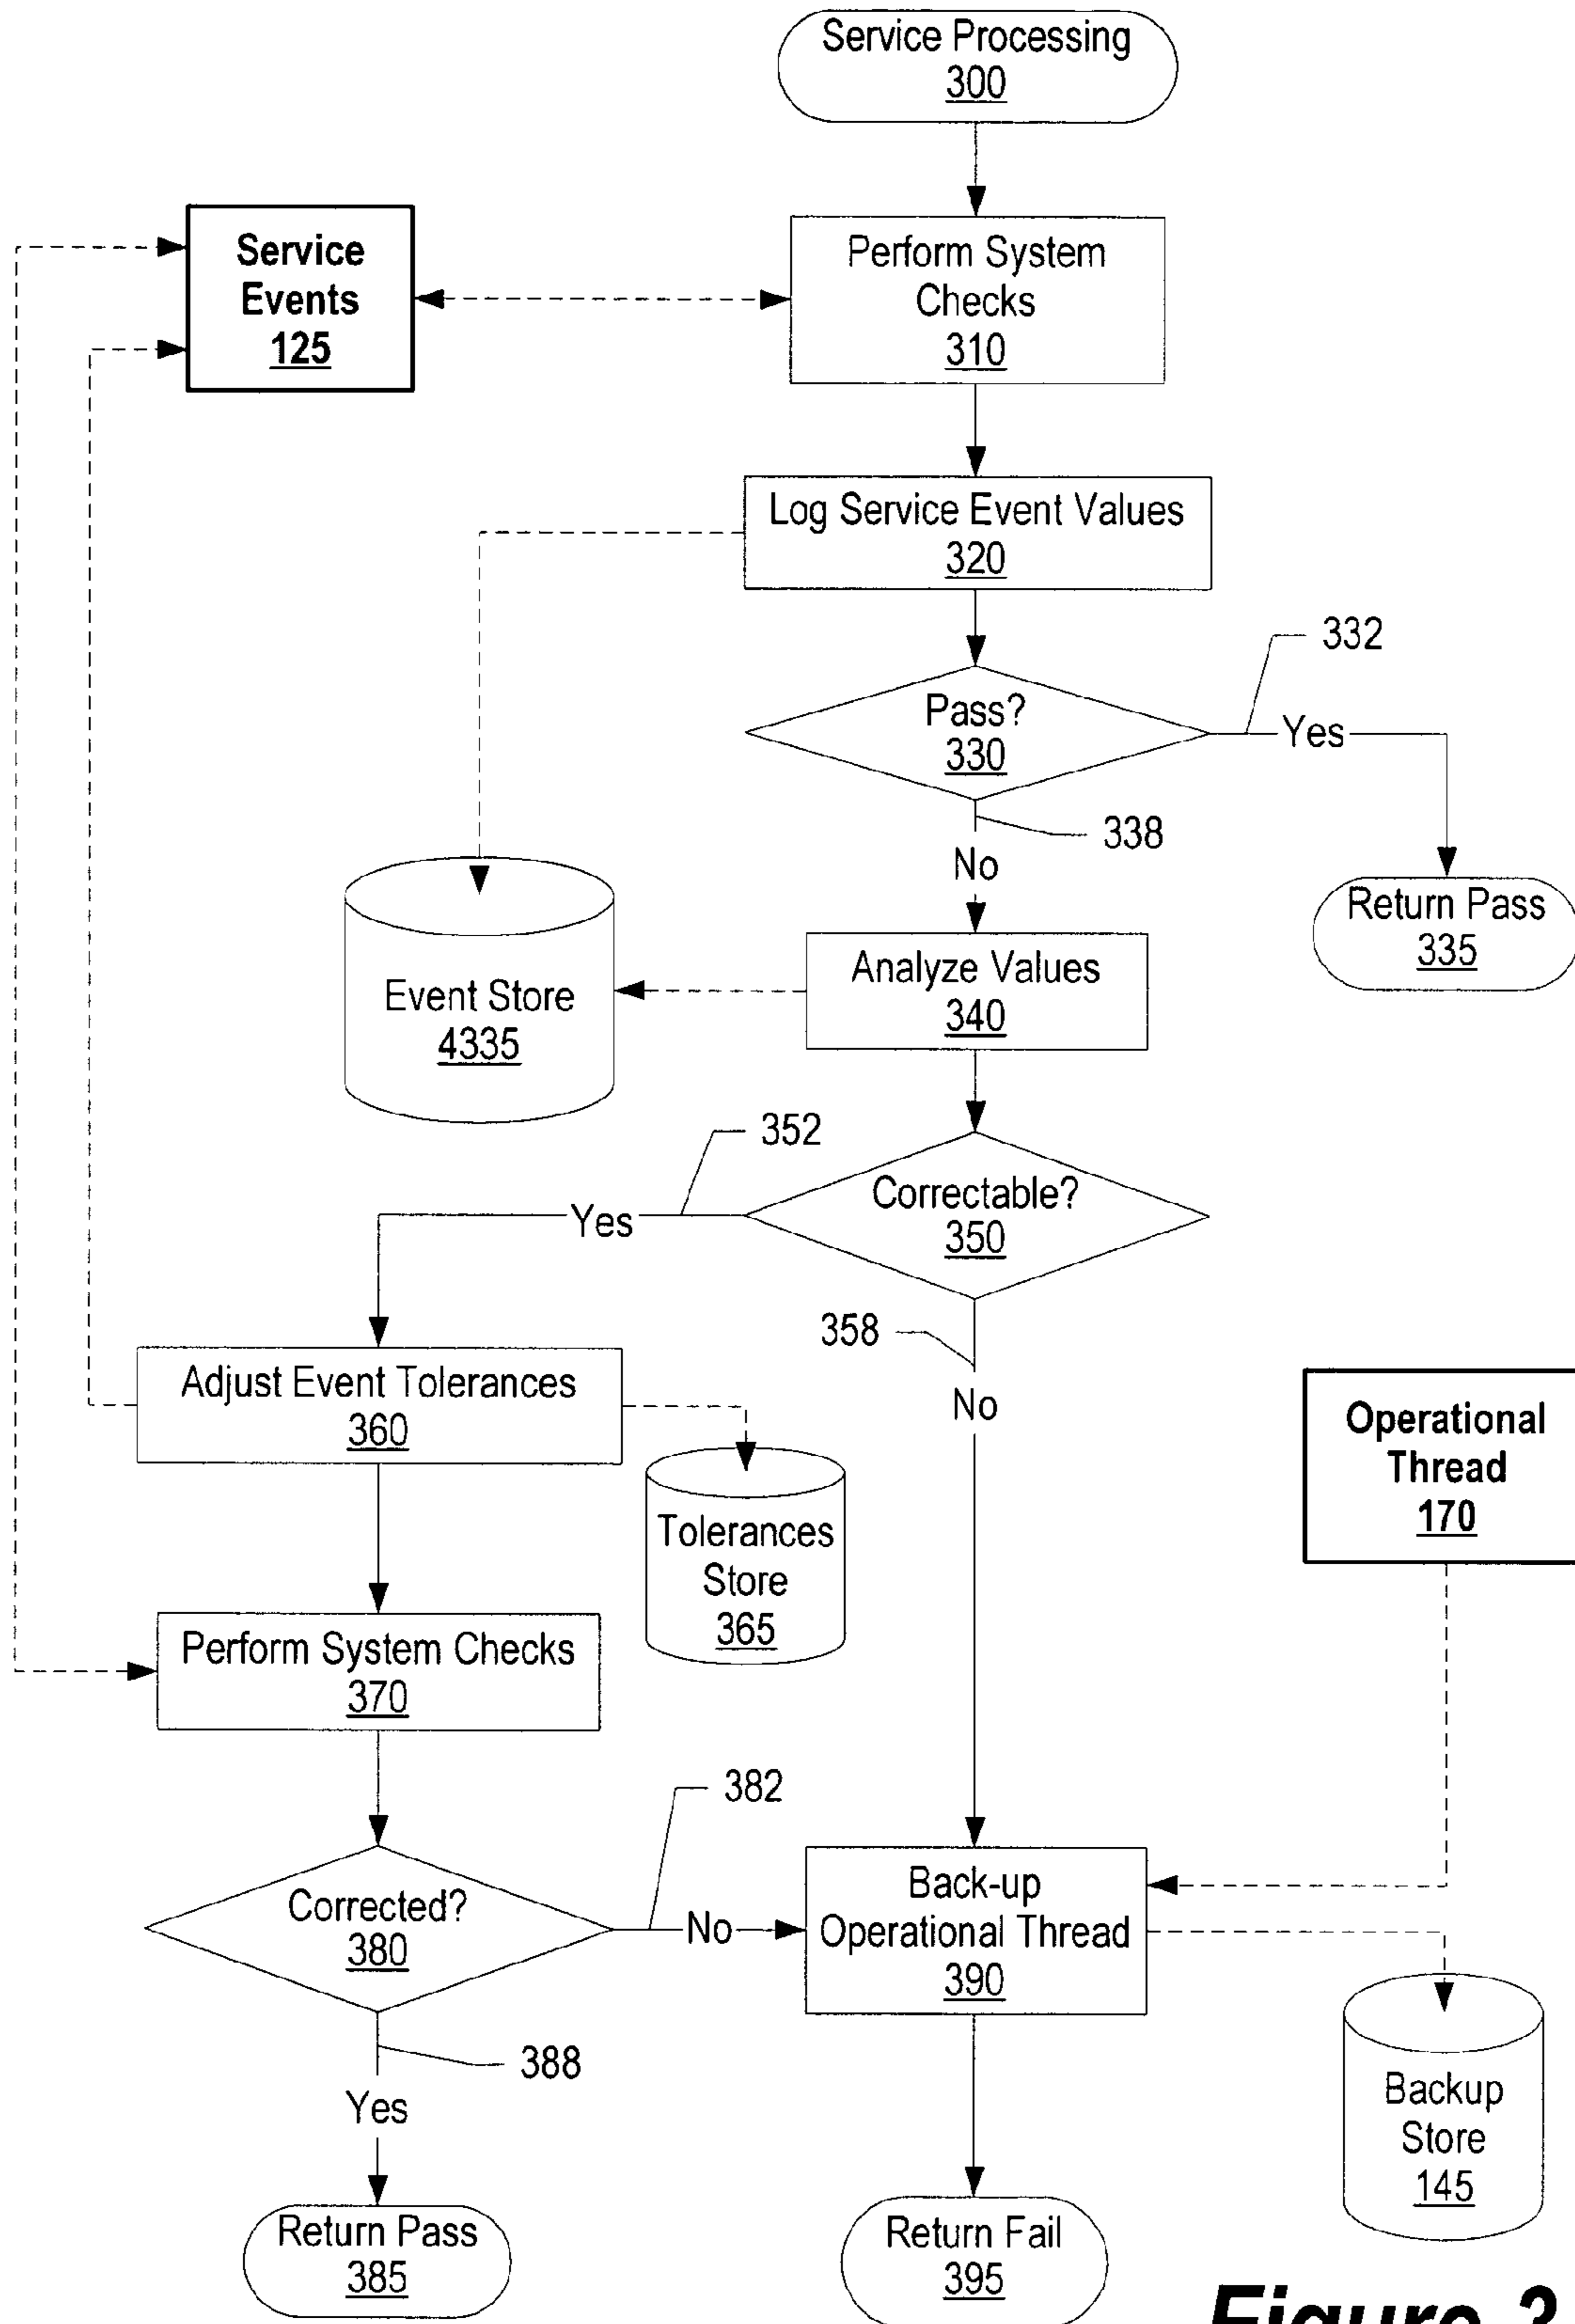 Service Processing
300
Service
Events
125
Perform System
Checks
310
Log Service Event Values
320
332
Pass?
330
Yes
338
No
Return Pass
335
Analyze Values
340
Event Store
4335
352
Correctable?
350
Yes
358
No
Adjust Event Tolerances
360
Operational
Thread
170
Tolerances
Store
365
Perform System Checks
370
382
Corrected?
380
No
Back-up
Operational Thread
390
388
Yes
Backup
Store
145
Return Pass
385
Return Fail
395
Figure 3